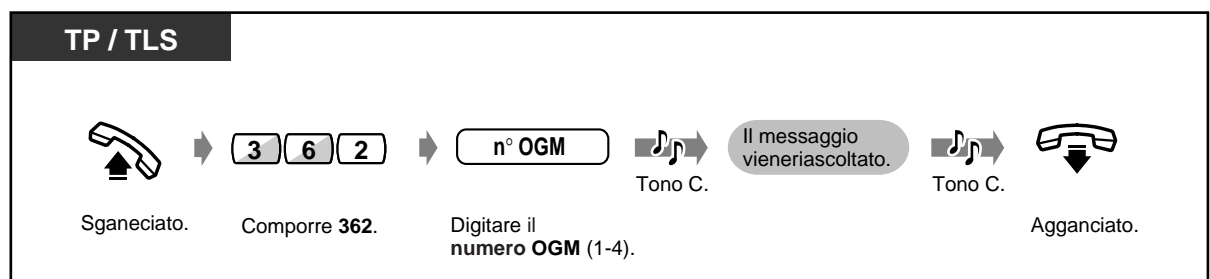 TP / TLS
3 6 2
n° OGM
Il messaggio
vieneriascoltato.
Tono C.
Tono C.
Sganeciato.
Comporre 362.
Digitare il
numero OGM (1-4).
Agganciato.